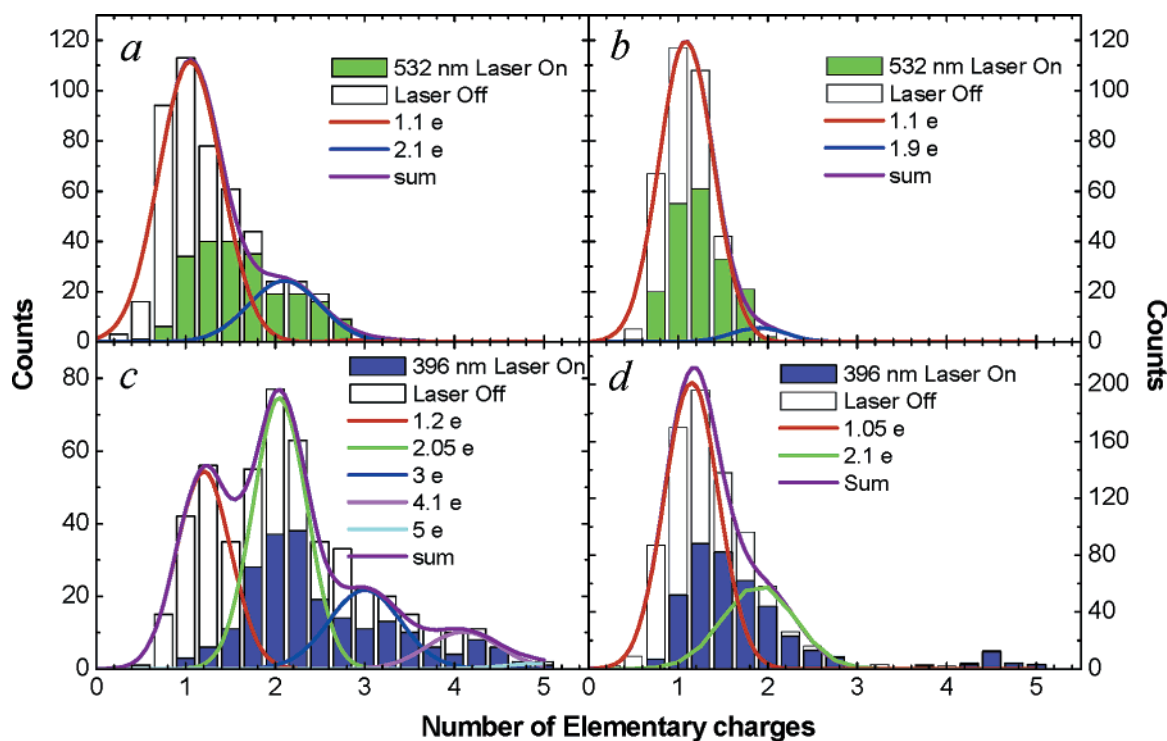 a
532 nm Laser On
Laser Off
1.1 e
2.1 e
sum
b
532 nm Laser On
Laser Off
1.1 e
1.9 e
sum
120
100
80
60
40
20
0
120
100
80
60
40
20
0
Counts
Counts
c
396 nm Laser On
Laser Off
1.2 e
2.05 e
3 e
4.1 e
5 e
sum
d
396 nm Laser On
Laser Off
1.05 e
2.1 e
Sum
80
60
40
20
0
200
160
120
80
40
0
0 1 2 3 4 5 0 1 2 3 4 5
Number of Elementary charges